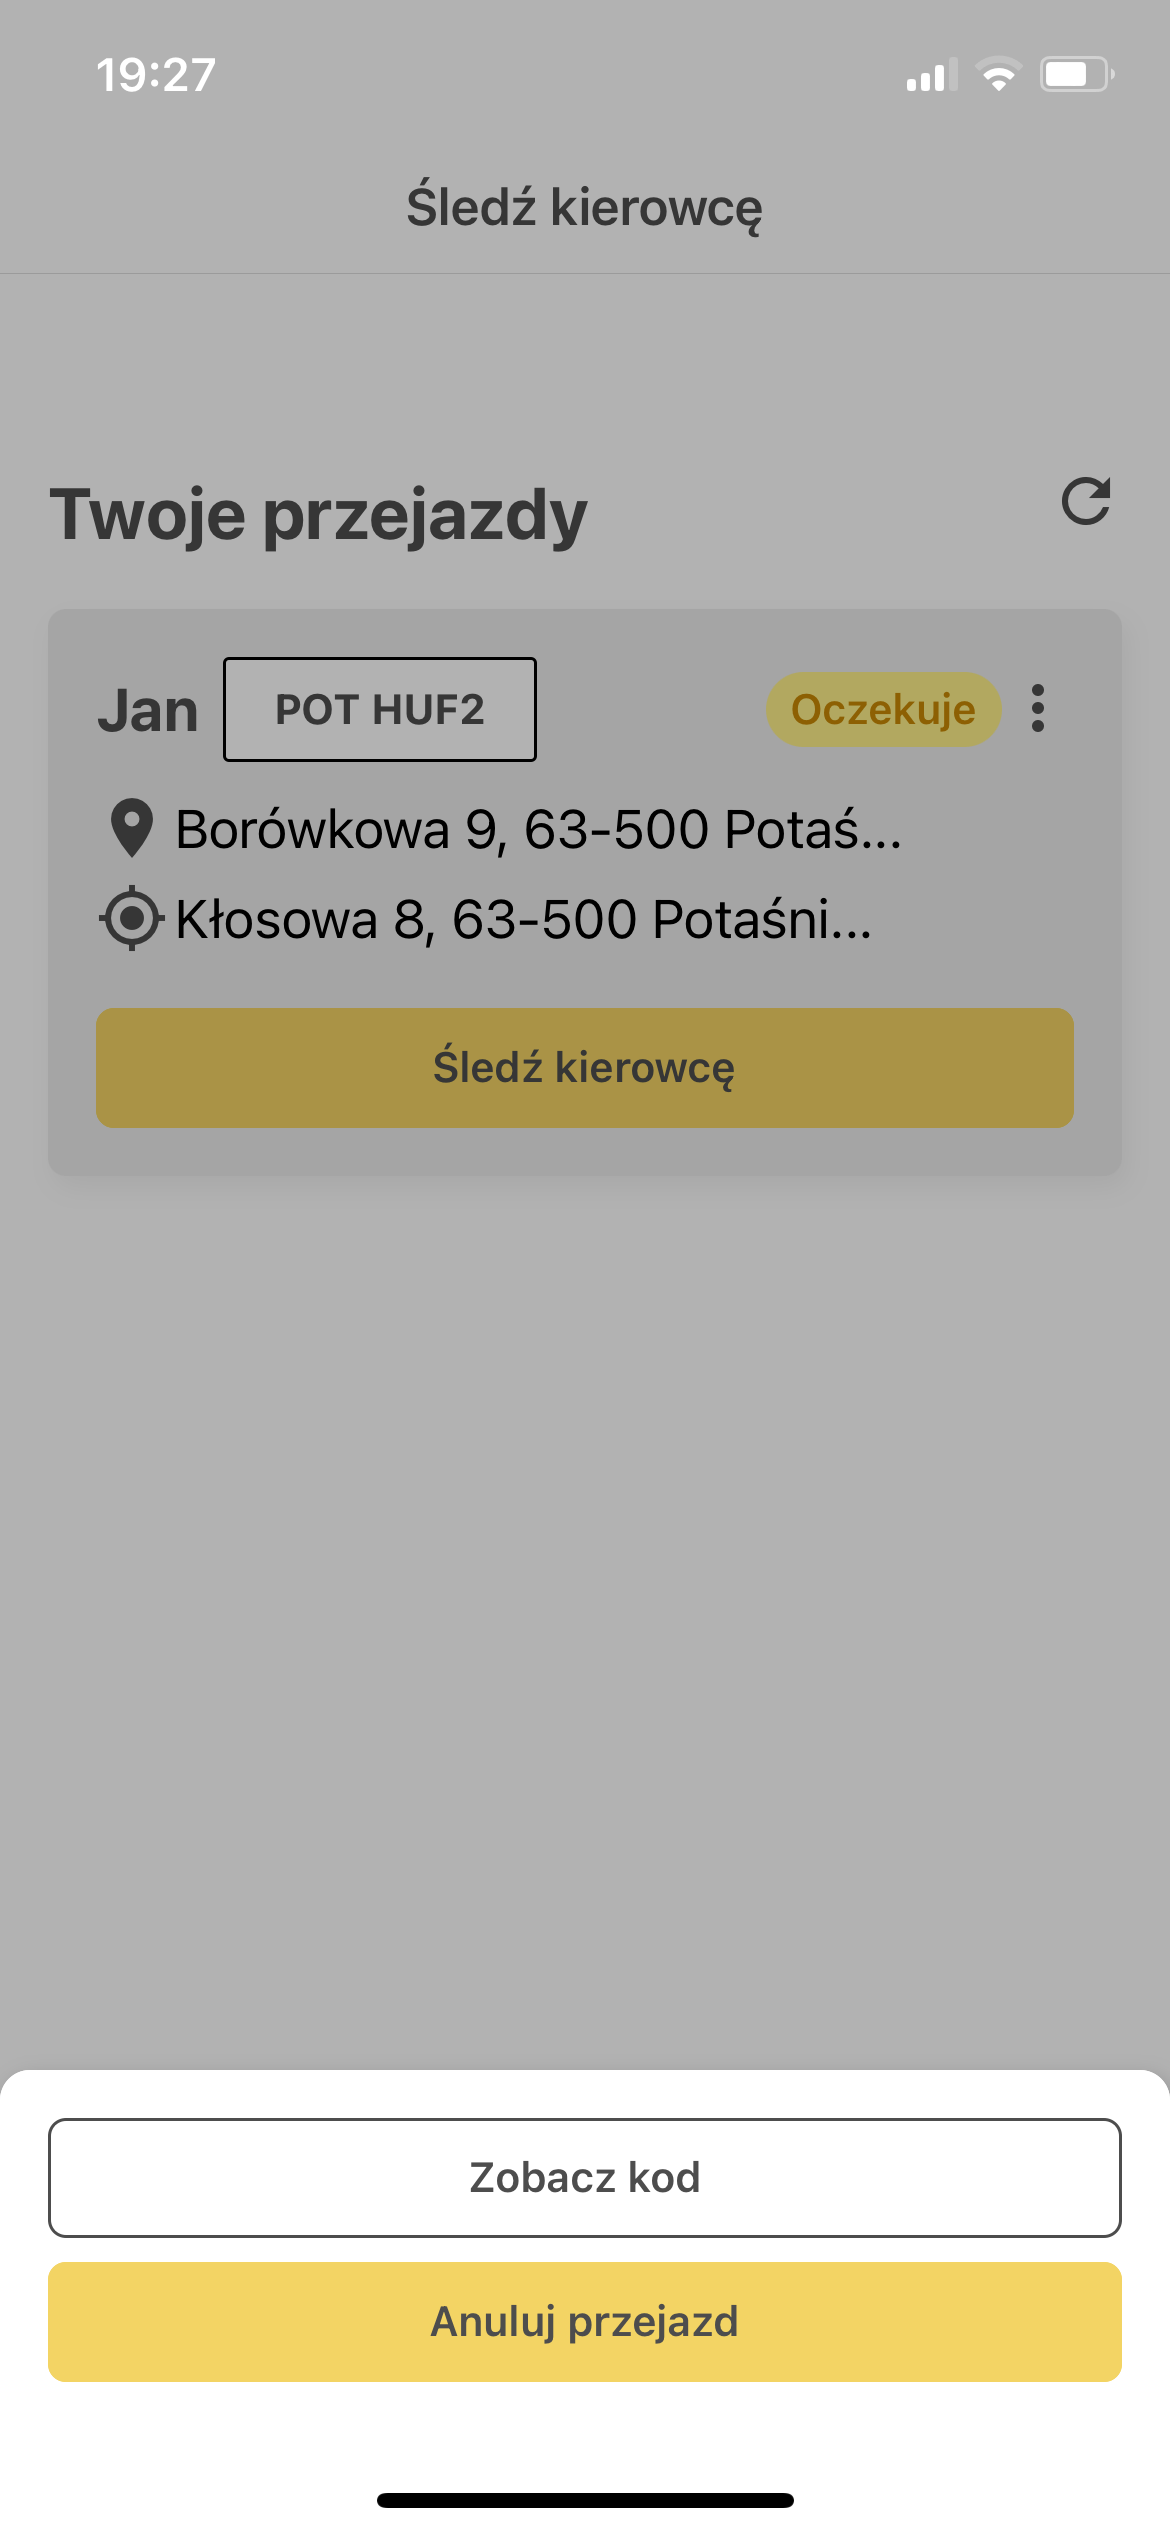 19:27
Śledź kierowcę
Twoje przejazdy
Jan
POT HUF2
Oczekuje
Borówkowa 9, 63-500 Potaś...
Kłosowa 8, 63-500 Potaśni...
Śledź kierowcę
Zobacz kod
Anuluj przejazd